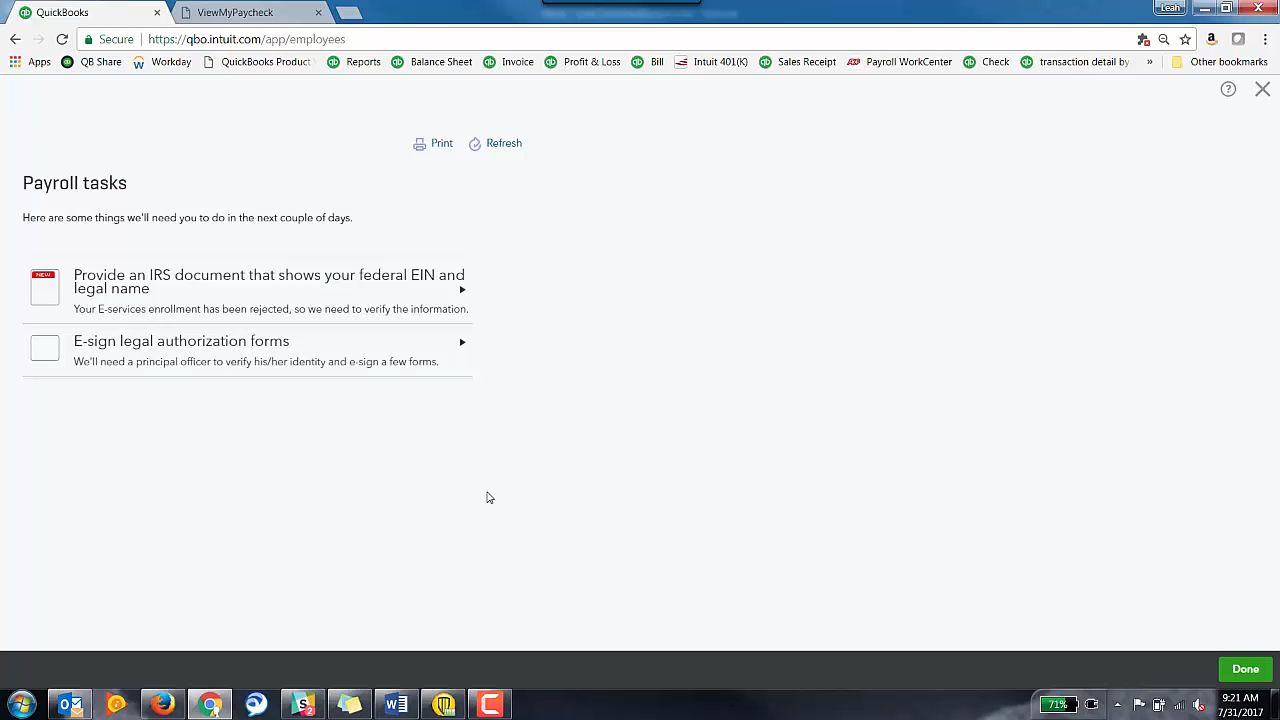 QuickBooks
ViewMyPaycheck
Leah
Secure https://qbo.intuit.com/app/employees
Apps QB Share Workday QuickBooks Product Reports Balance Sheet Invoice Profit & Loss Bill Intuit 401(K) Sales Receipt Payroll WorkCenter Check transaction detail by » Other bookmarks
Print Refresh
Payroll tasks
Here are some things we'll need you to do in the next couple of days.
NEW
Provide an IRS document that shows your federal EIN and
legal name
Your E-services enrollment has been rejected, so we need to verify the information.
E-sign legal authorization forms
We'll need a principal officer to verify his/her identity and e-sign a few forms.
Done
71%
9:21 AM
7/31/2017